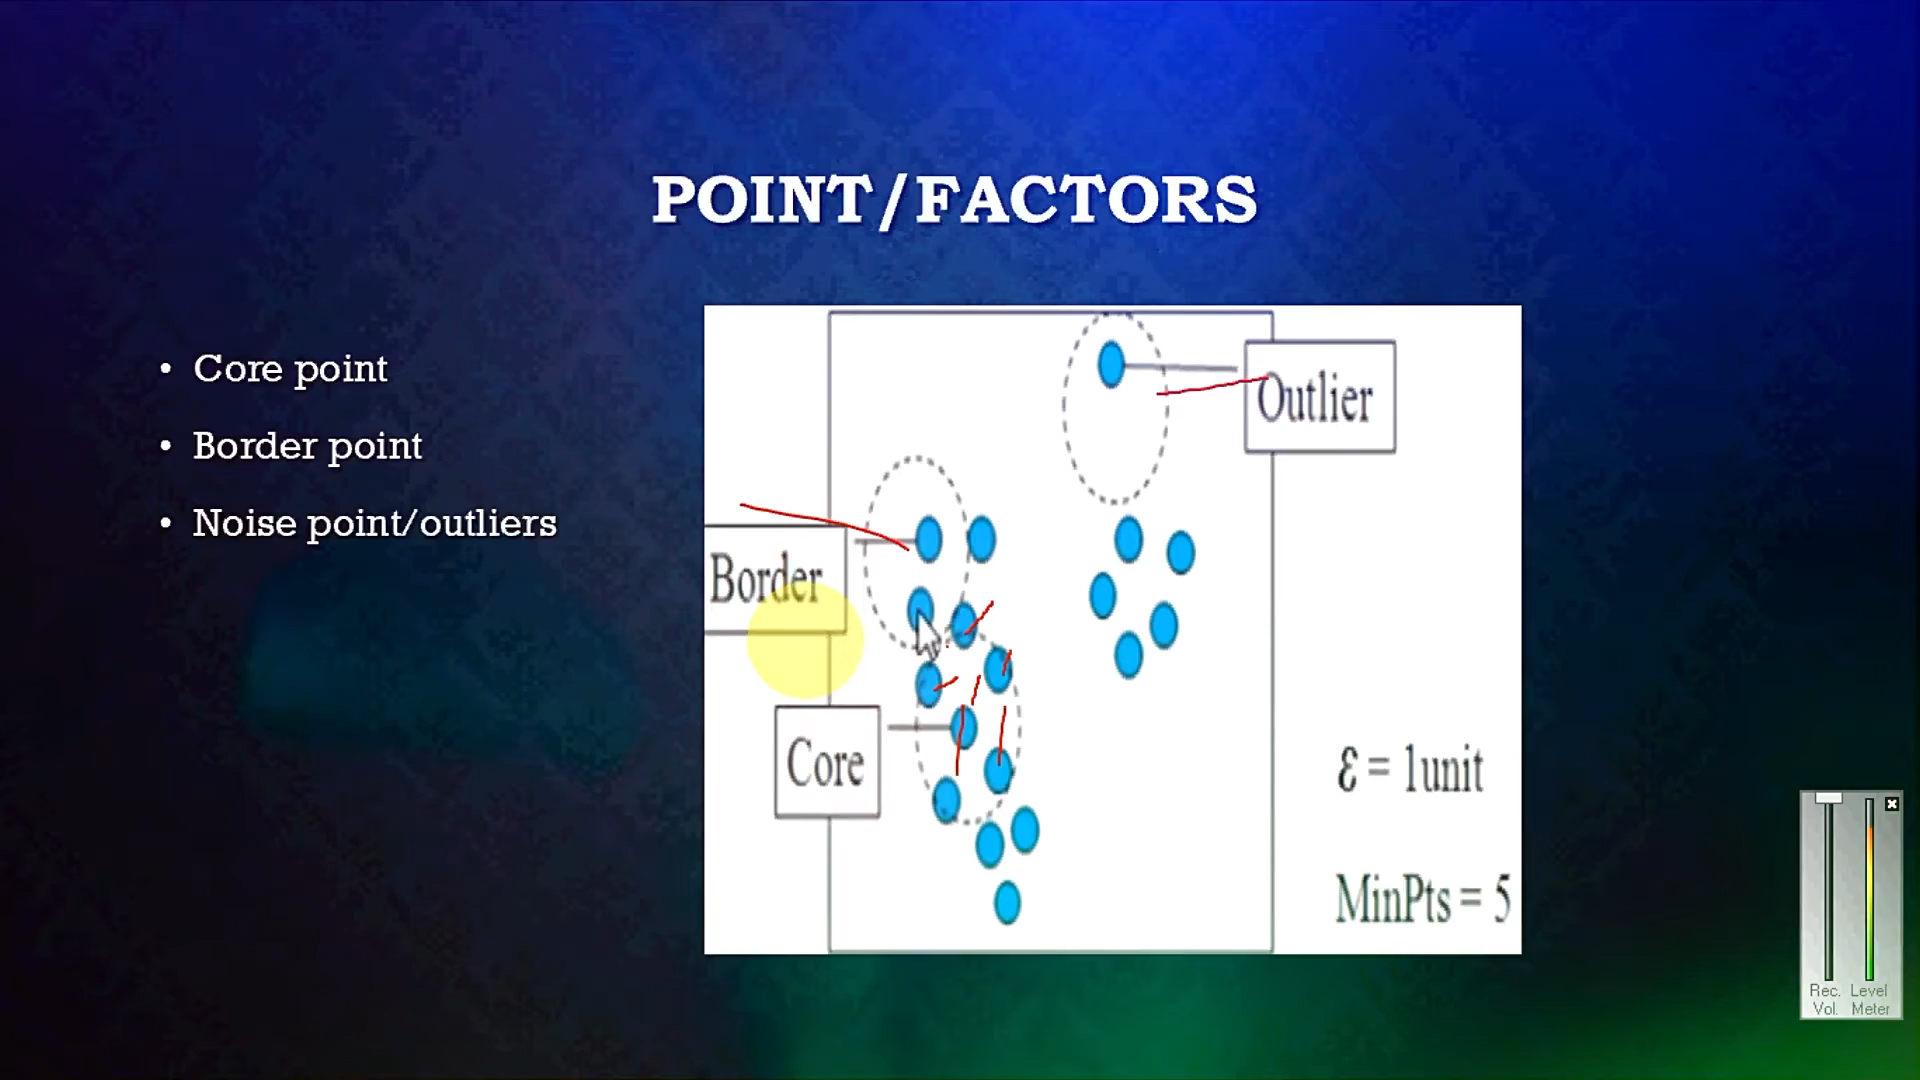 POINT/FACTORS
• Core point
• Border point
• Noise point/outliers
Outlier
Border
Core
Ɛ = 1unit
MinPts = 5
Rec. Level
Vol. Meter